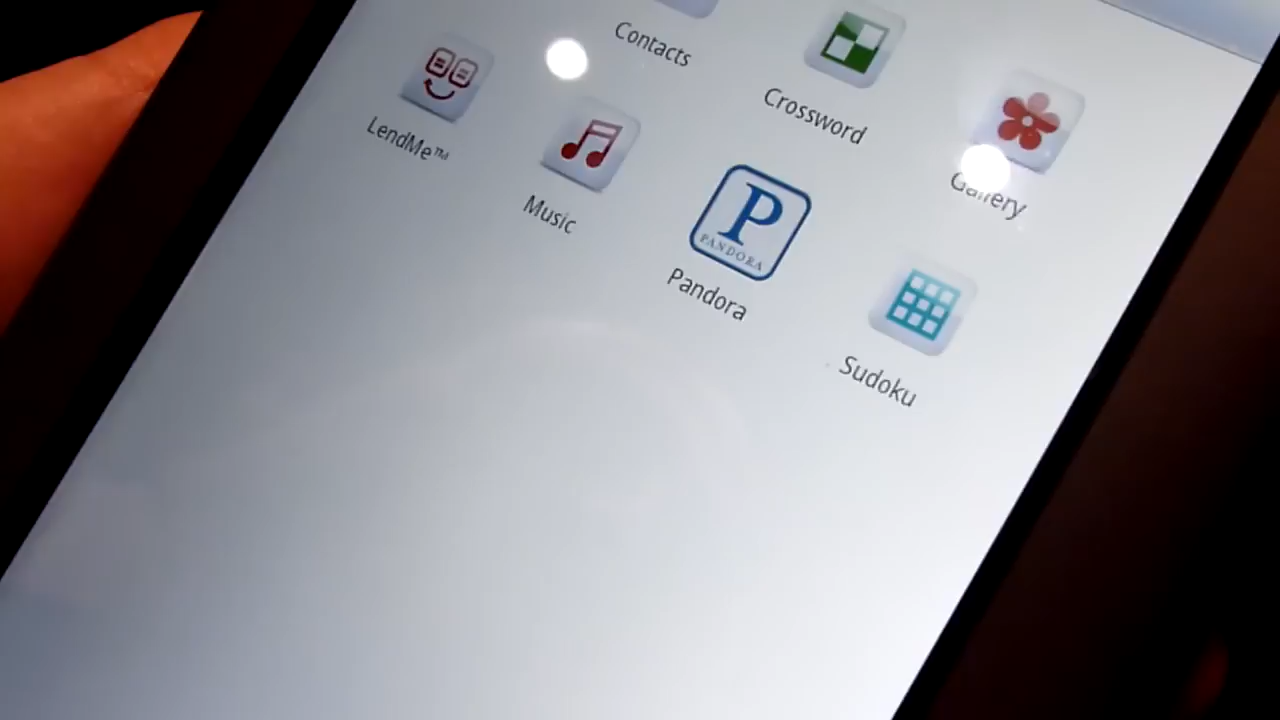 Contacts
Crossword
Gallery
LendMe™
Music
P
PANDORA
Pandora
Sudoku